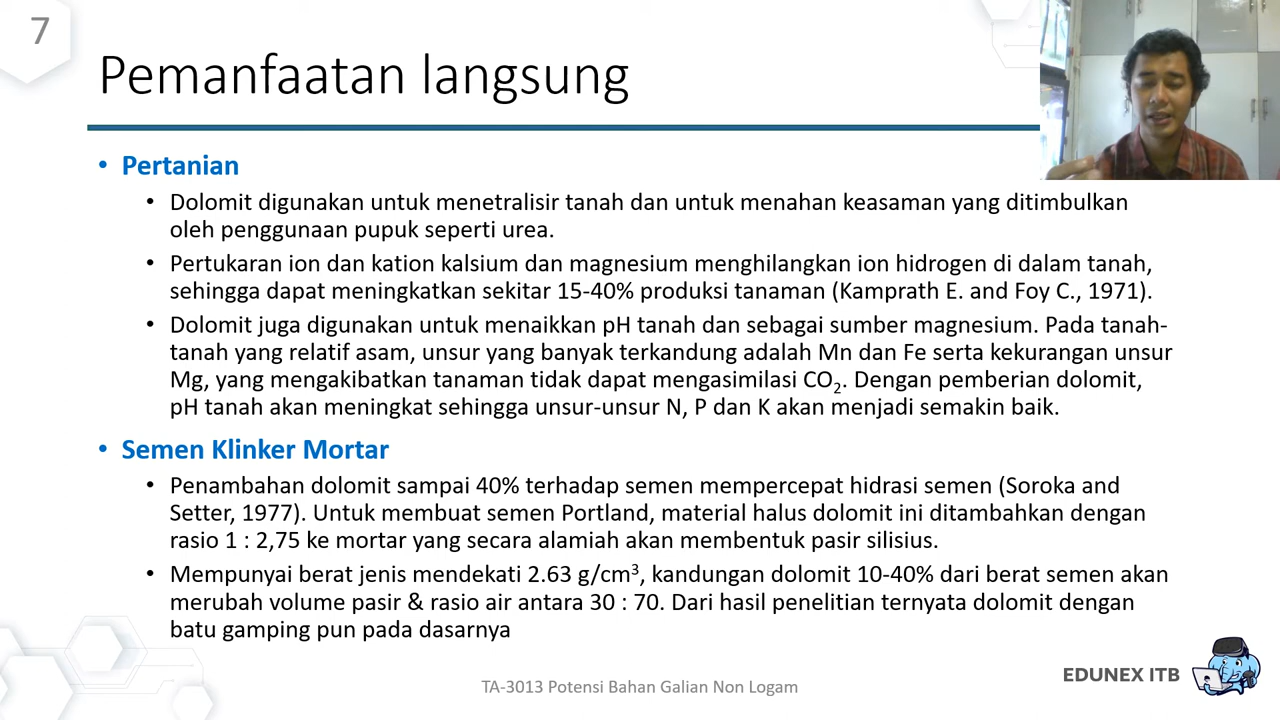 7
Pemanfaatan langsung
• Pertanian
• Dolomit digunakan untuk menetralisir tanah dan untuk menahan keasaman yang ditimbulkan
oleh penggunaan pupuk seperti urea.
• Pertukaran ion dan kation kalsium dan magnesium menghilangkan ion hidrogen di dalam tanah,
sehingga dapat meningkatkan sekitar 15-40% produksi tanaman (Kamprath E. and Foy C., 1971).
• Dolomit juga digunakan untuk menaikkan pH tanah dan sebagai sumber magnesium. Pada tanah-
tanah yang relatif asam, unsur yang banyak terkandung adalah Mn dan Fe serta kekurangan unsur
Mg, yang mengakibatkan tanaman tidak dapat mengasimilasi CO₂. Dengan pemberian dolomit,
pH tanah akan meningkat sehingga unsur-unsur N, P dan K akan menjadi semakin baik.
• Semen Klinker Mortar
• Penambahan dolomit sampai 40% terhadap semen mempercepat hidrasi semen (Soroka and
Setter, 1977). Untuk membuat semen Portland, material halus dolomit ini ditambahkan dengan
rasio 1 : 2,75 ke mortar yang secara alamiah akan membentuk pasir silisius.
• Mempunyai berat jenis mendekati 2.63 g/cm³, kandungan dolomit 10-40% dari berat semen akan
merubah volume pasir & rasio air antara 30 : 70. Dari hasil penelitian ternyata dolomit dengan
batu gamping pun pada dasarnya
TA-3013 Potensi Bahan Galian Non Logam
EDUNEX ITB